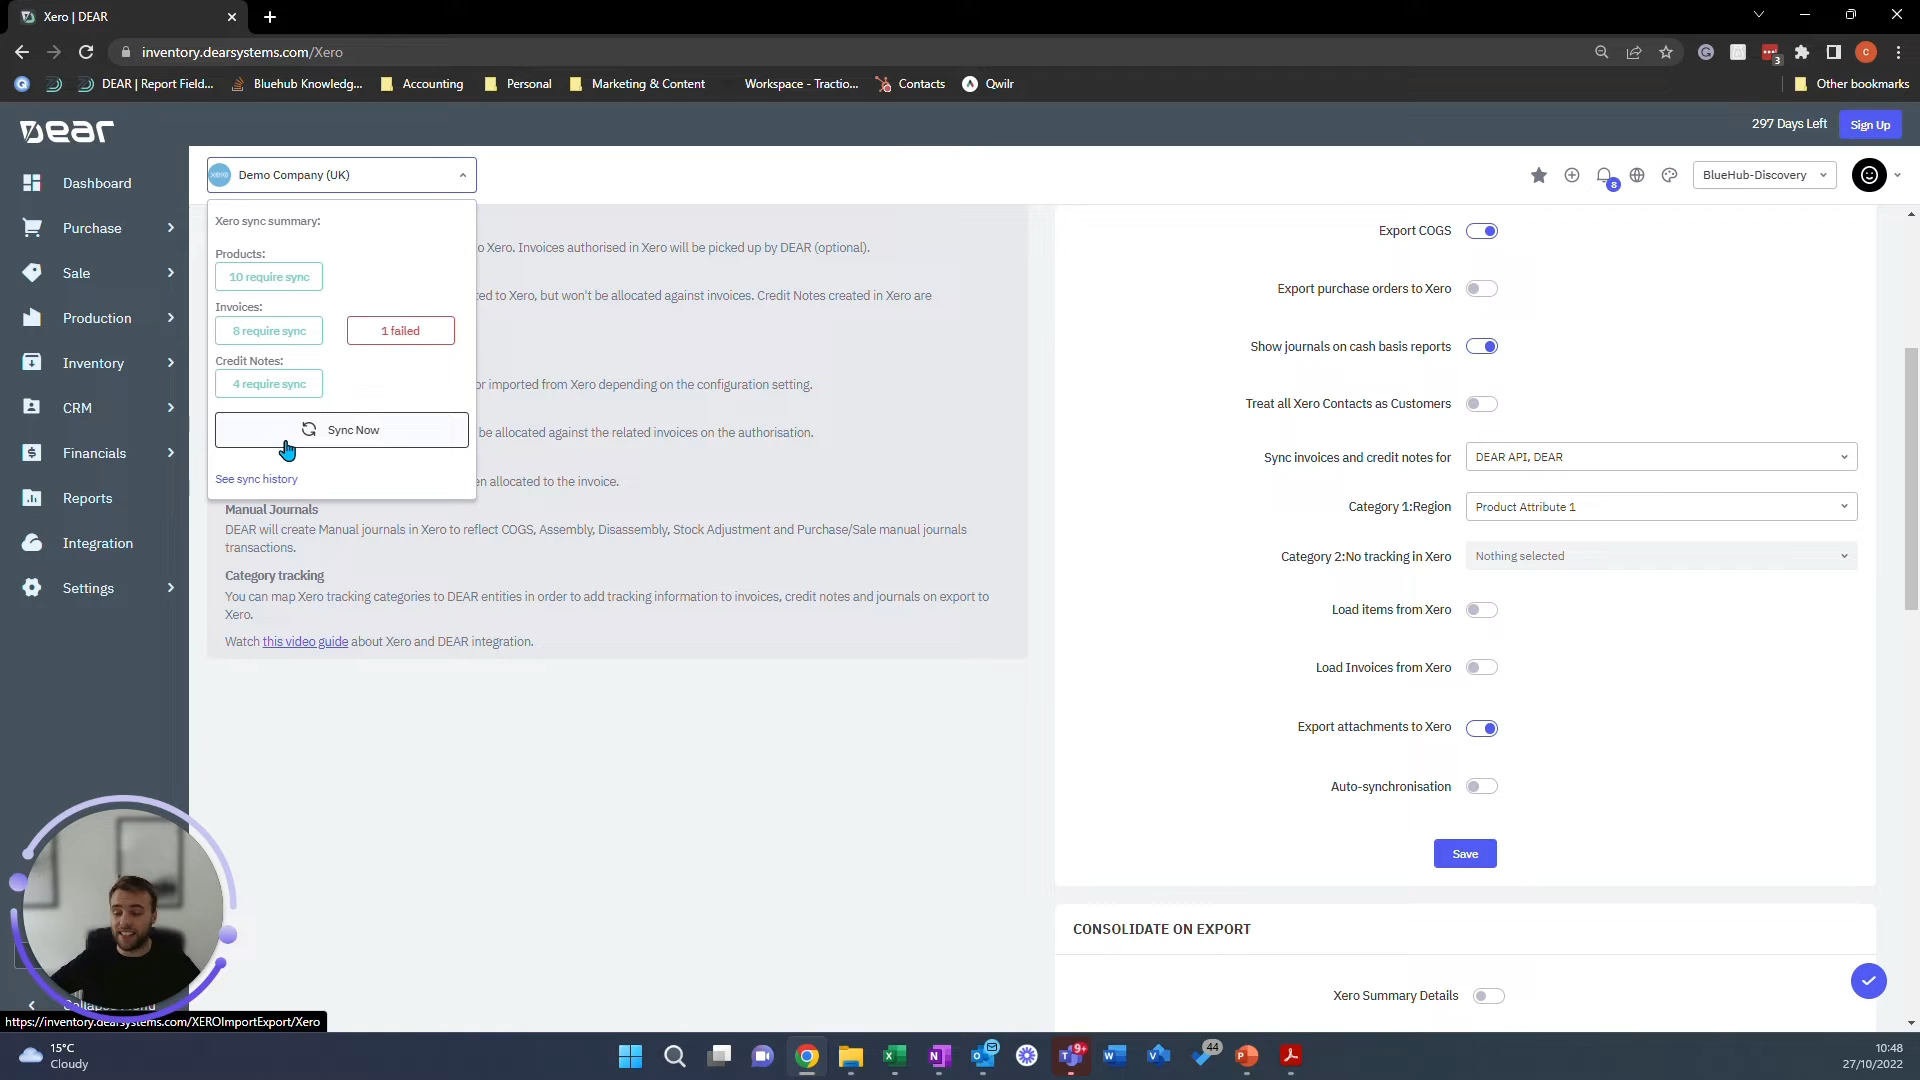 Xero | DEAR
inventory.dearsystems.com/Xero
3
C
DEAR | Report Field...
Bluehub Knowledg...
Accounting
Personal
Marketing & Content
Workspace - Tractio...
Contacts
Qwilr
Other bookmarks
Dear
297 Days Left
Sign Up
Dashboard
Purchase
Sale
Production
Inventory
CRM
Financials
Reports
Integration
Settings
xero
Demo Company (UK)
8
BlueHub-Discovery
Xero sync summary:
Products:
10 require sync
Invoices:
8 require sync
1 failed
Credit Notes:
4 require sync
Sync Now
See sync history
o Xero. Invoices authorised in Xero will be picked up by DEAR (optional).
ted to Xero, but won't be allocated against invoices. Credit Notes created in Xero are
or imported from Xero depending on the configuration setting.
be allocated against the related invoices on the authorisation.
en allocated to the invoice.
Manual Journals
DEAR will create Manual journals in Xero to reflect COGS, Assembly, Disassembly, Stock Adjustment and Purchase/Sale manual journals
transactions.
Category tracking
You can map Xero tracking categories to DEAR entities in order to add tracking information to invoices, credit notes and journals on export to
Xero.
Watch this video guide about Xero and DEAR integration.
Export COGS
Export purchase orders to Xero
Show journals on cash basis reports
Treat all Xero Contacts as Customers
Sync invoices and credit notes for
DEAR API, DEAR
Category 1:Region
Product Attribute 1
Category 2:No tracking in Xero
Nothing selected
Load items from Xero
Load Invoices from Xero
Export attachments to Xero
Auto-synchronisation
Save
CONSOLIDATE ON EXPORT
Xero Summary Details
https://inventory.dearsystems.com/XEROImportExport/Xero
15°C
Cloudy
9+
44
10:48
27/10/2022